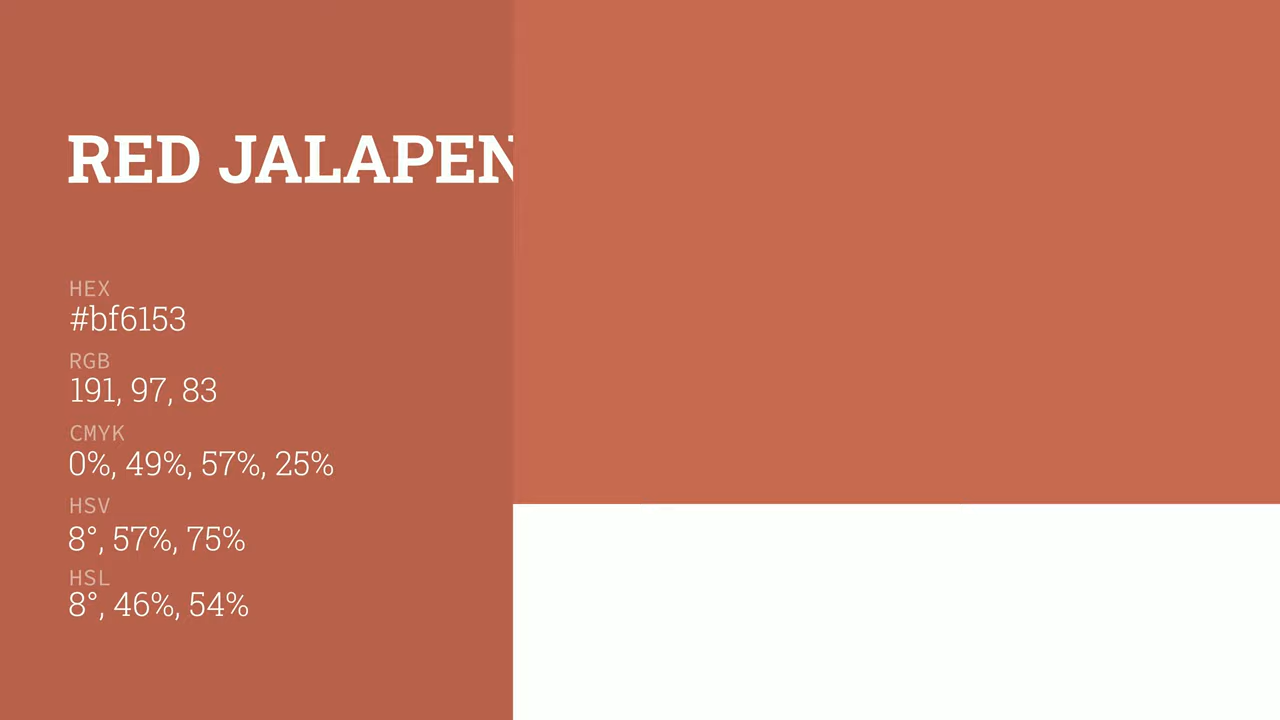 RED JALAPEN
HEX
#bf6153
RGB
191, 97, 83
CMYK
0%, 49%, 57%, 25%
HSV
8°, 57%, 75%
HSL
8°, 46%, 54%